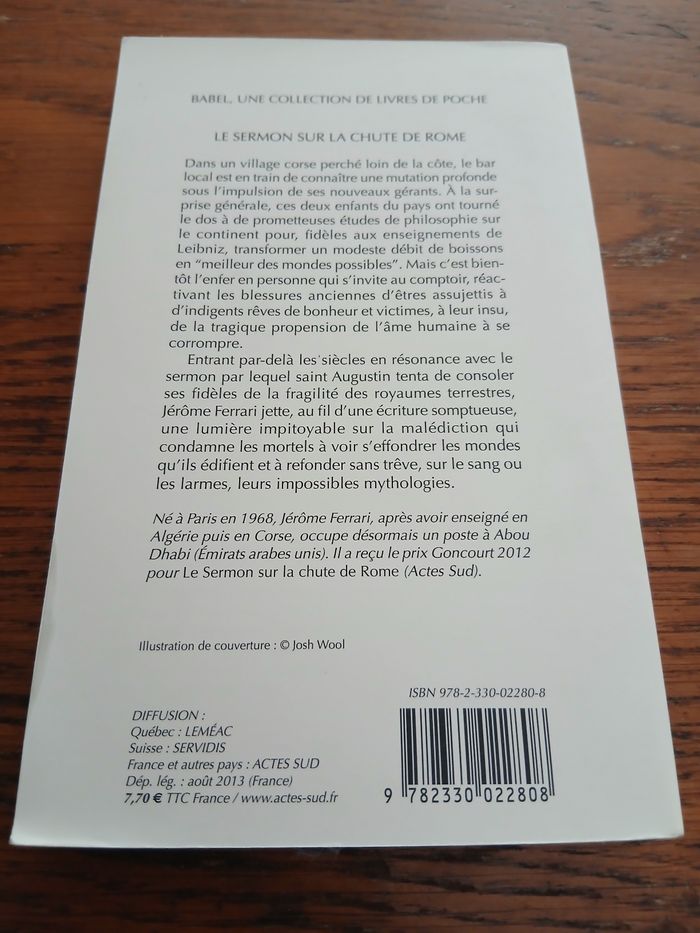 BABEL, UNE COLLECTION DE LIVRES DE POCHE
LE SERMON SUR LA CHUTE DE ROME
Dans un village corse perché loin de la côte, le bar
local est en train de connaître une mutation profonde
sous l'impulsion de ses nouveaux gérants. À la sur-
prise générale, ces deux enfants du pays ont tourné
le dos à de prometteuses études de philosophie sur
le continent pour, fidèles aux enseignements de
Leibniz, transformer un modeste débit de boissons
en “meilleur des mondes possibles”. Mais c'est bien-
tôt l'enfer en personne qui s'invite au comptoir, réac-
tivant les blessures anciennes d'êtres assujettis à
d'indigents rêves de bonheur et victimes, à leur insu,
de la tragique propension de l'âme humaine à se
corrompre.
Entrant par-delà les siècles en résonance avec le
sermon par lequel saint Augustin tenta de consoler
ses fidèles de la fragilité des royaumes terrestres,
Jérôme Ferrari jette, au fil d'une écriture somptueuse,
une lumière impitoyable sur la malédiction qui
condamne les mortels à voir s'effondrer les mondes
qu'ils édifient et à refonder sans trêve, sur le sang ou
les larmes, leurs impossibles mythologies.
Né à Paris en 1968, Jérôme Ferrari, après avoir enseigné en
Algérie puis en Corse, occupe désormais un poste à Abou
Dhabi (Émirats arabes unis). Il a reçu le prix Goncourt 2012
pour Le Sermon sur la chute de Rome (Actes Sud).
Illustration de couverture : © Josh Wool
ISBN 978-2-330-02280-8
DIFFUSION :
Québec : LEMÉAC
Suisse : SERVIDIS
France et autres pays : ACTES SUD
Dép. lég. : août 2013 (France)
7,70 € TTC France / www.actes-sud.fr
9 782330 022808